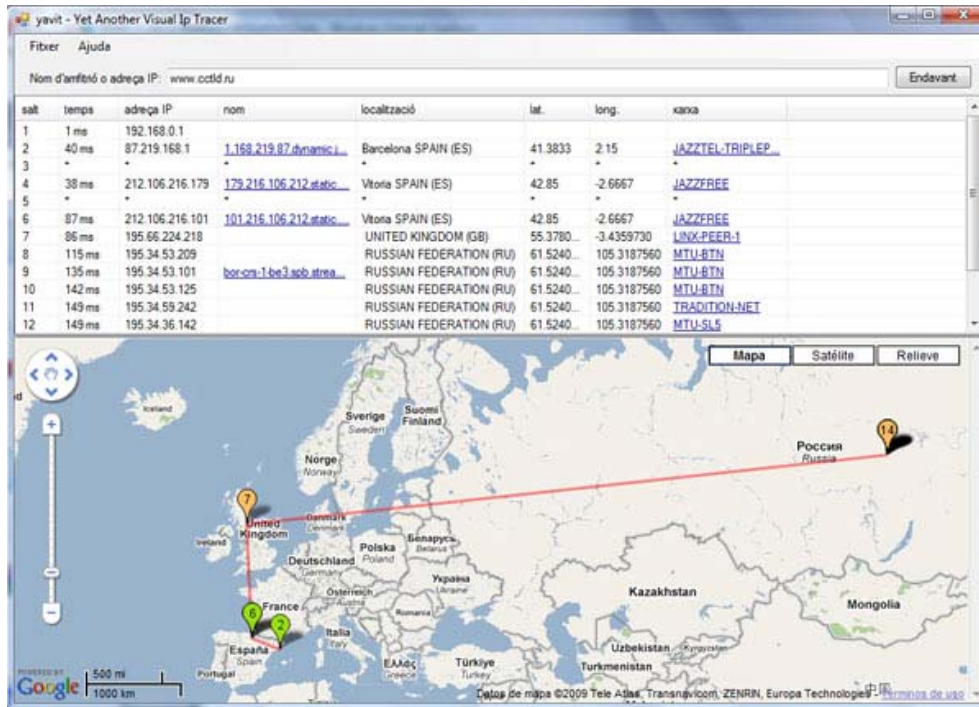 yavit - Yet Another Visual Ip Tracer
Fitxer Ajuda
Nom d'amfitrió o adreça IP: www.cctld.ru Endavant
salt temps adreça IP nom localització lat. long. xarxa
1 1 ms 192.168.0.1
2 40 ms 87.219.168.1 1.168.219.87.dynamic.j... Barcelona SPAIN (ES) 41.3833 2.15 JAZZTEL-TRIPLEP...
3 * * * * * * *
4 38 ms 212.106.216.179 179.216.106.212.static.... Vitoria SPAIN (ES) 42.85 -2.6667 JAZZFREE
5 * * * * * * *
6 87 ms 212.106.216.101 101.216.106.212.static.... Vitoria SPAIN (ES) 42.85 -2.6667 JAZZFREE
7 86 ms 195.66.224.218 UNITED KINGDOM (GB) 55.3780... -3.4359730 LINX-PEER-1
8 115 ms 195.34.53.209 RUSSIAN FEDERATION (RU) 61.5240... 105.3187560 MTU-BTN
9 135 ms 195.34.53.101 bor-crs-1-be3.spb.strea... RUSSIAN FEDERATION (RU) 61.5240... 105.3187560 MTU-BTN
10 142 ms 195.34.53.125 RUSSIAN FEDERATION (RU) 61.5240... 105.3187560 MTU-BTN
11 149 ms 195.34.59.242 RUSSIAN FEDERATION (RU) 61.5240... 105.3187560 TRADITION-NET
12 149 ms 195.34.36.142 RUSSIAN FEDERATION (RU) 61.5240... 105.3187560 MTU-SL5
Mapa Satélite Relieve
Iceland
Sverige
Sweden
Suomi
Finland
Norge
Norway
Россия
Russia
14
7
United
Kingdom
Ireland
Danmark
Denmark
Polska
Poland
Беларусь
Belarus
Deutschland
Germany
Österreich
Austria
Україна
Ukraine
Kazakhstan
Mongolia
France
6
2
Romania
España
Spain
Italia
Italy
Portugal
Ελλάς
Greece
Türkiye
Turkey
Uzbekistan
Kyrgyzstan
Turkmenistan
中国
POWERED BY
Google
500 mi
1000 km
Datos de mapa ©2009 Tele Atlas, Transnavicom, ZENRIN, Europa Technologies - Términos de uso